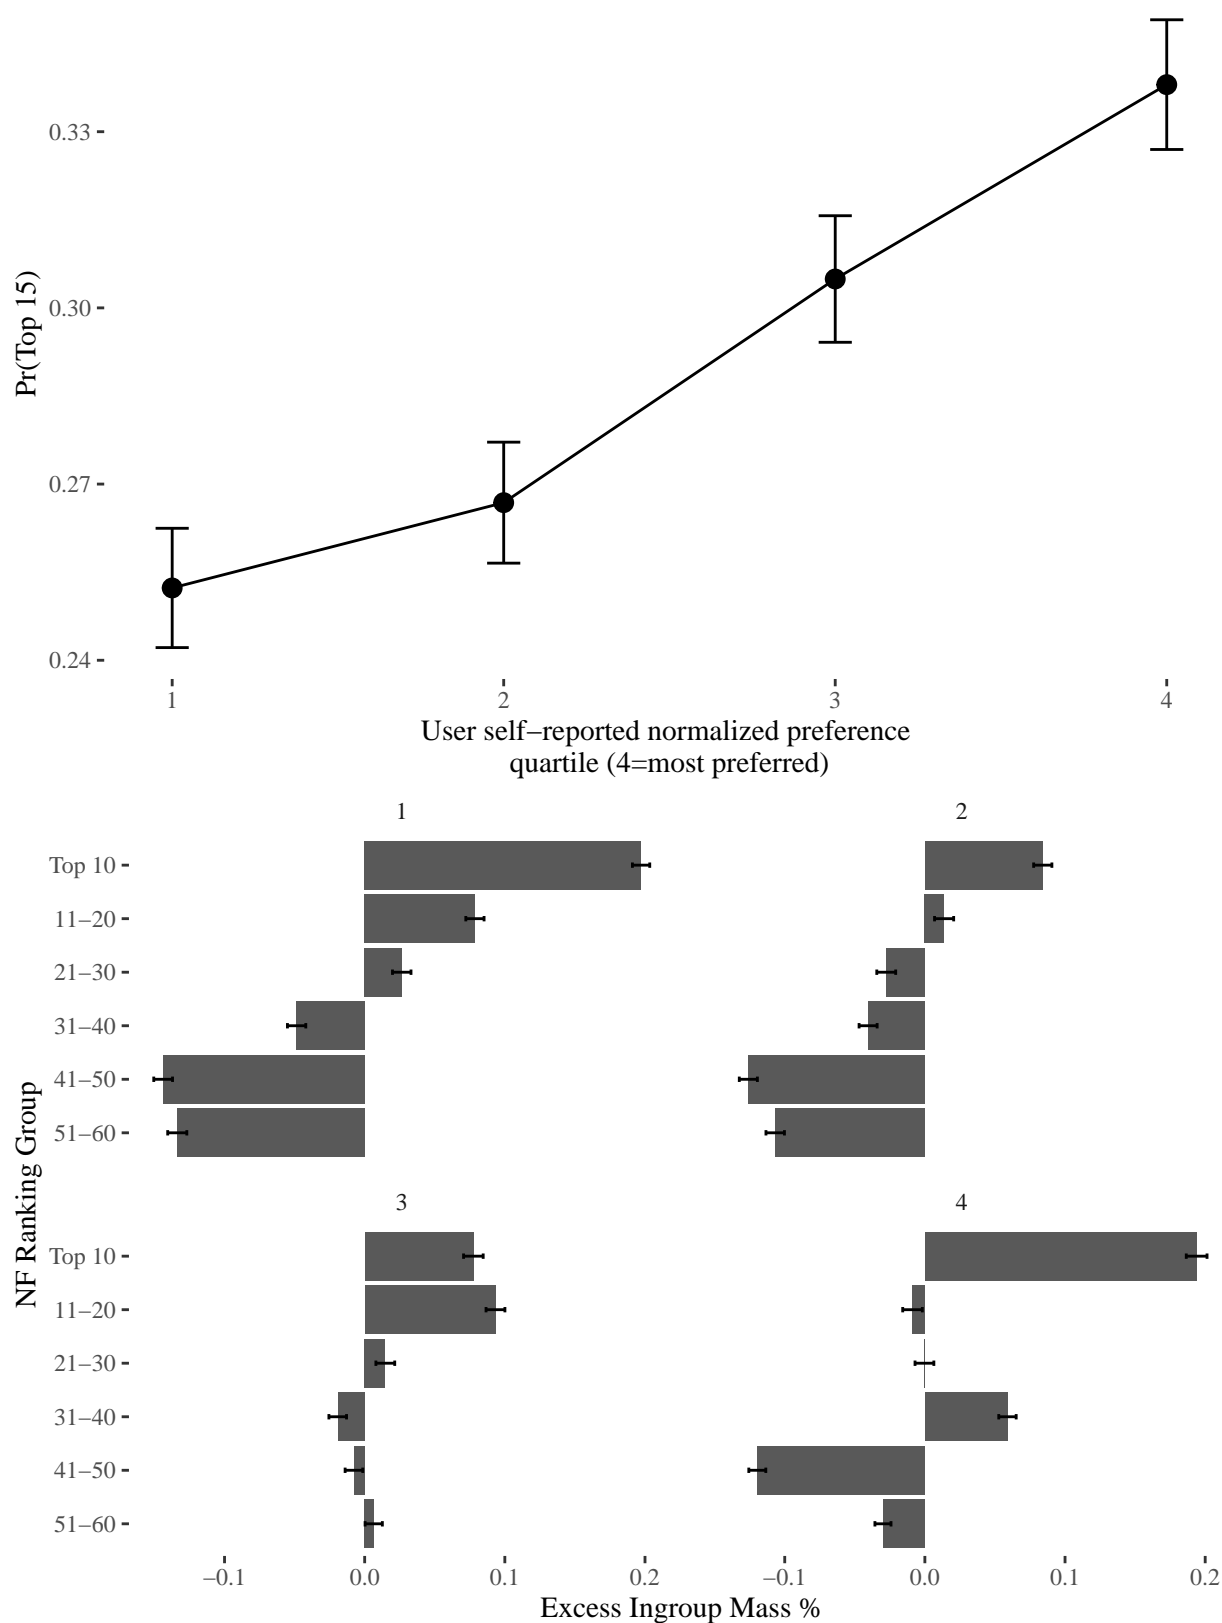 0.33
0.30
0.27
0.24
Pr(Top 15)
1 2 3 4
User self−reported normalized preference
quartile (4=most preferred)
1 2
Top 10
11−20
21−30
31−40
41−50
51−60
3 4
Top 10
11−20
21−30
31−40
41−50
51−60
NF Ranking Group
−0.1 0.0 0.1 0.2 −0.1 0.0 0.1 0.2
Excess Ingroup Mass %